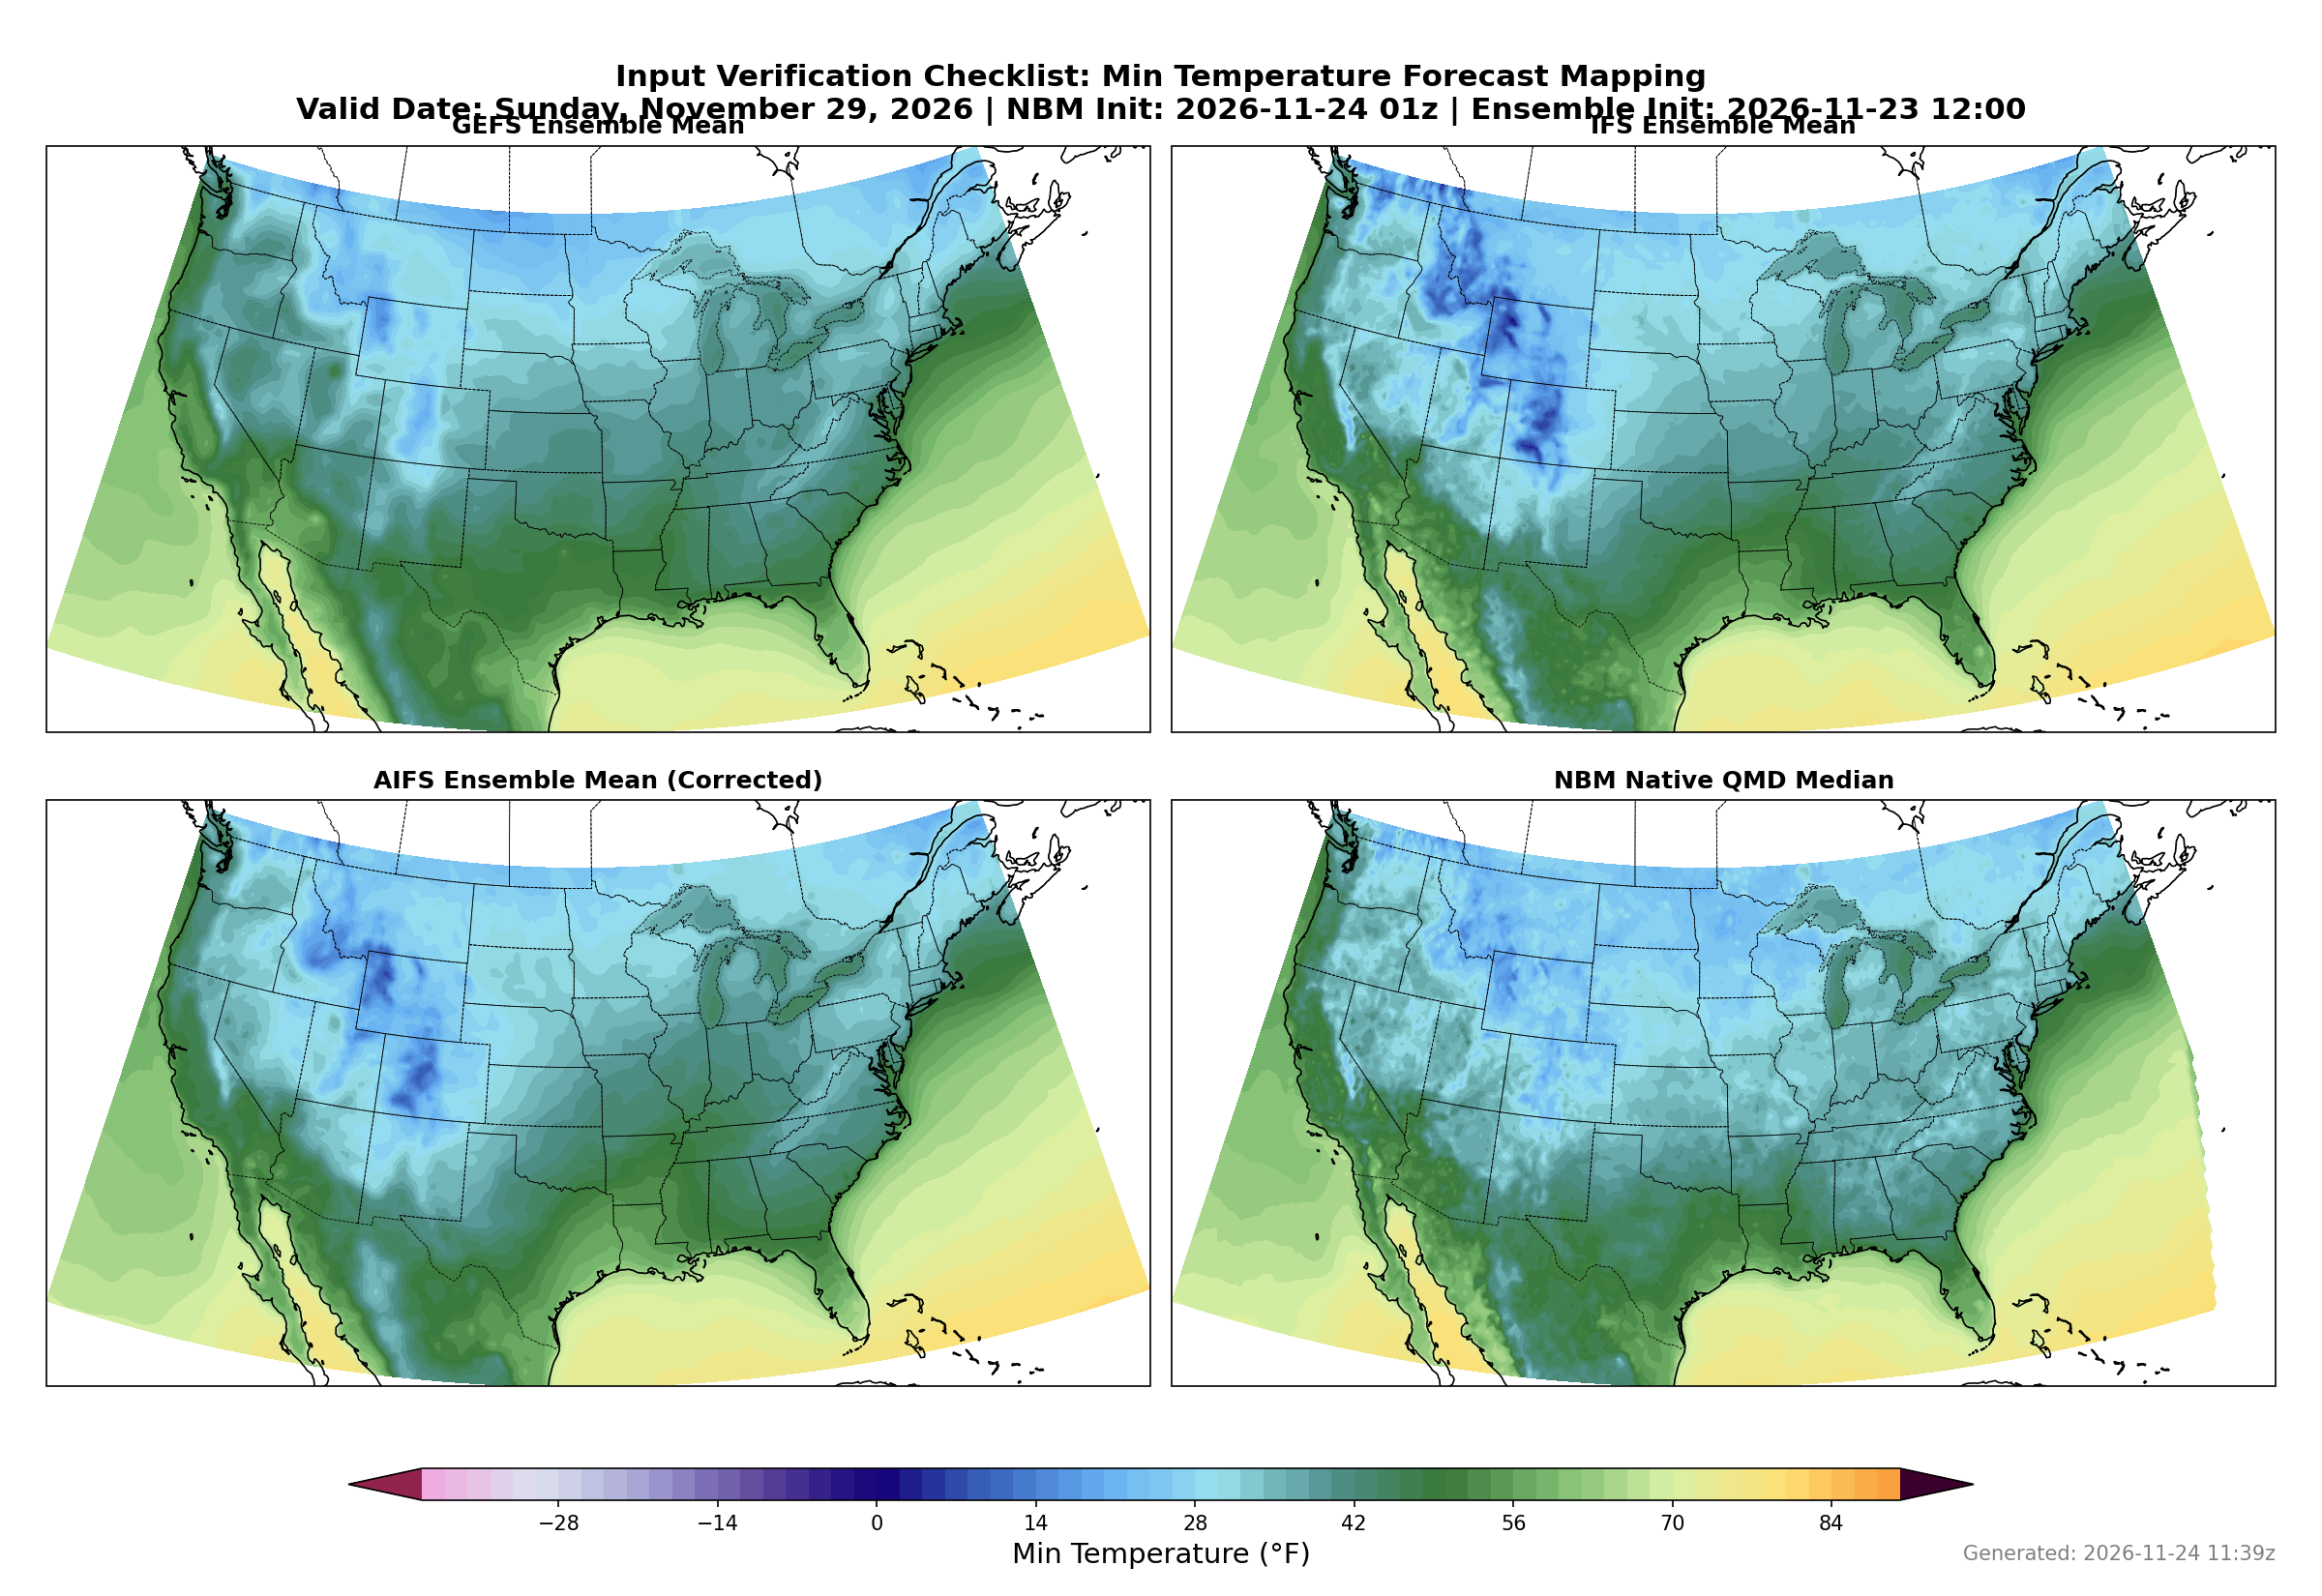 Input Verification Checklist: Min Temperature Forecast Mapping
Valid Date: Sunday, November 29, 2026 | NBM Init: 2026-11-24 01z | Ensemble Init: 2026-11-23 12:00
GEFS Ensemble Mean
IFS Ensemble Mean
AIFS Ensemble Mean (Corrected)
NBM Native QMD Median
−28 −14 0 14 28 42 56 70 84
Min Temperature (°F)
Generated: 2026-11-24 11:39z